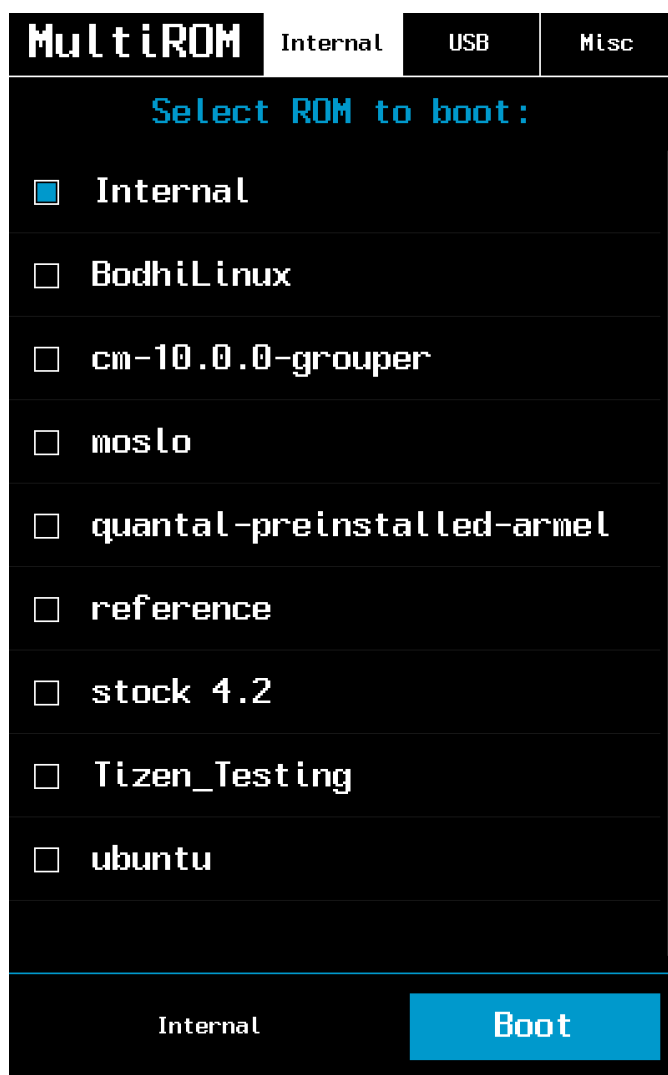 MultiROM Internal USB Misc
Select ROM to boot:
Internal
BodhiLinux
cm-10.0.0-grouper
moslo
quantal-preinstalled-armel
reference
stock 4.2
Tizen_Testing
ubuntu
Internal Boot